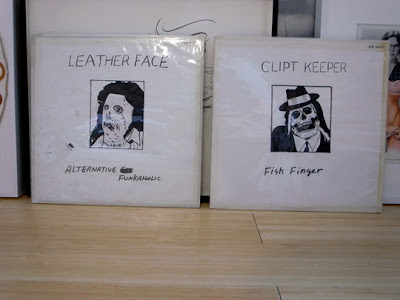 LEATHER FACE
ALTERNATIVE
FUNKAHOLIC
CLIPT KEEPER
Fish Finger